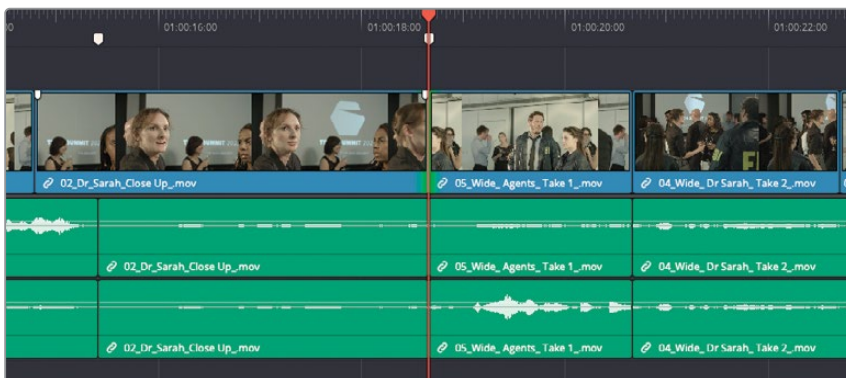 01:00:16:00
01:00:18:00
01:00:20:00
01:00:22:00
02_Dr_Sarah_Close Up_.mov
05_Wide_ Agents_ Take 1_.mov
04_Wide_ Dr Sarah_ Take 2_.mov
02_Dr_Sarah_Close Up_.mov
05_Wide_ Agents_ Take 1_.mov
04_Wide_ Dr Sarah_ Take 2_.mov
02_Dr_Sarah_Close Up_.mov
05_Wide_ Agents_ Take 1_.mov
04_Wide_ Dr Sarah_ Take 2_.mov